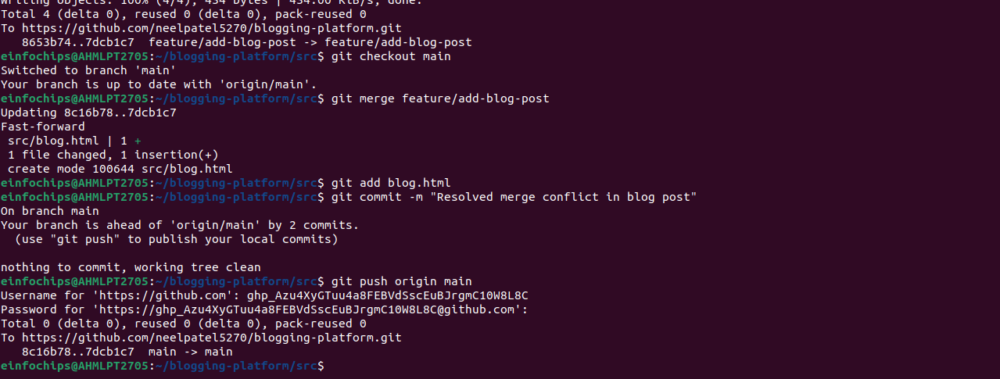 Writing objects: 100% (4/4), bytes | KiB/s, done.
Total 4 (delta 0), reused 0 (delta 0), pack-reused 0
To https://github.com/neelpatel5270/blogging-platform.git
   8653b74..7dcb1c7  feature/add-blog-post -> feature/add-blog-post
einfochips@AHMLPT2705:~/blogging-platform/src$ git checkout main
Switched to branch 'main'
Your branch is up to date with 'origin/main'.
einfochips@AHMLPT2705:~/blogging-platform/src$ git merge feature/add-blog-post
Updating 8c16b78..7dcb1c7
Fast-forward
 src/blog.html | 1 +
 1 file changed, 1 insertion(+)
 create mode 100644 src/blog.html
einfochips@AHMLPT2705:~/blogging-platform/src$ git add blog.html
einfochips@AHMLPT2705:~/blogging-platform/src$ git commit -m "Resolved merge conflict in blog post"
On branch main
Your branch is ahead of 'origin/main' by 2 commits.
  (use "git push" to publish your local commits)
nothing to commit, working tree clean
einfochips@AHMLPT2705:~/blogging-platform/src$ git push origin main
Username for 'https://github.com': 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
Password for 'https://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@github.com':
Total 0 (delta 0), reused 0 (delta 0), pack-reused 0
To https://github.com/neelpatel5270/blogging-platform.git
   8c16b78..7dcb1c7  main -> main
einfochips@AHMLPT2705:~/blogging-platform/src$